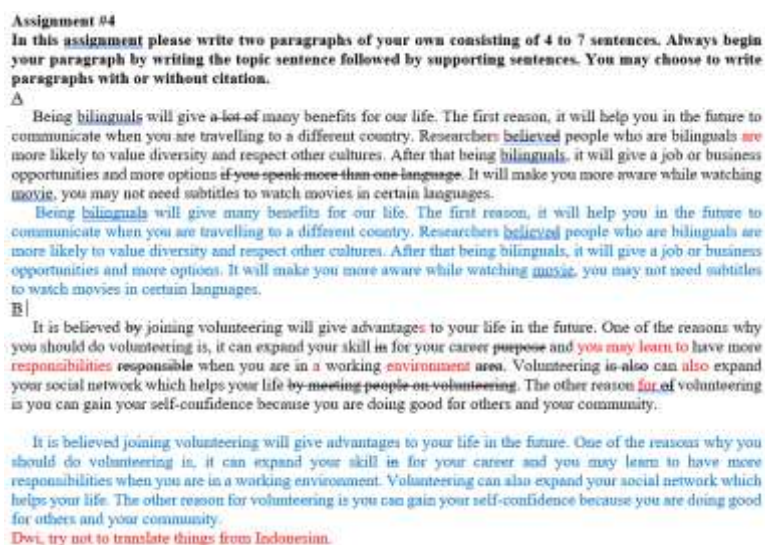 Assignment #4
In this assignment please write two paragraphs of your own consisting of 4 to 7 sentences. Always begin
your paragraph by writing the topic sentence followed by supporting sentences. You may choose to write
paragraphs with or without citation.
A
Being bilinguals will give a lot of many benefits for our life. The first reason, it will help you in the future to
communicate when you are travelling to a different country. Researchers believed people who are bilinguals are
more likely to value diversity and respect other cultures. After that being bilinguals, it will give a job or business
opportunities and more options if you speak more than one language. It will make you more aware while watching
movie, you may not need subtitles to watch movies in certain languages.
Being bilinguals will give many benefits for our life. The first reason, it will help you in the future to
communicate when you are travelling to a different country. Researchers believed people who are bilinguals are
more likely to value diversity and respect other cultures. After that being bilinguals, it will give a job or business
opportunities and more options. It will make you more aware while watching movie, you may not need subtitles
to watch movies in certain languages.
B
It is believed by joining volunteering will give advantages to your life in the future. One of the reasons why
you should do volunteering is, it can expand your skill in for your career purpose and you may learn to have more
responsibilities responsible when you are in a working environment area. Volunteering is also can also expand
your social network which helps your life by meeting people on volunteering. The other reason for of volunteering
is you can gain your self-confidence because you are doing good for others and your community.
It is believed joining volunteering will give advantages to your life in the future. One of the reasons why you
should do volunteering is, it can expand your skill in for your career and you may learn to have more
responsibilities when you are in a working environment. Volunteering can also expand your social network which
helps your life. The other reason for volunteering is you can gain your self-confidence because you are doing good
for others and your community.
Dwi, try not to translate things from Indonesian.